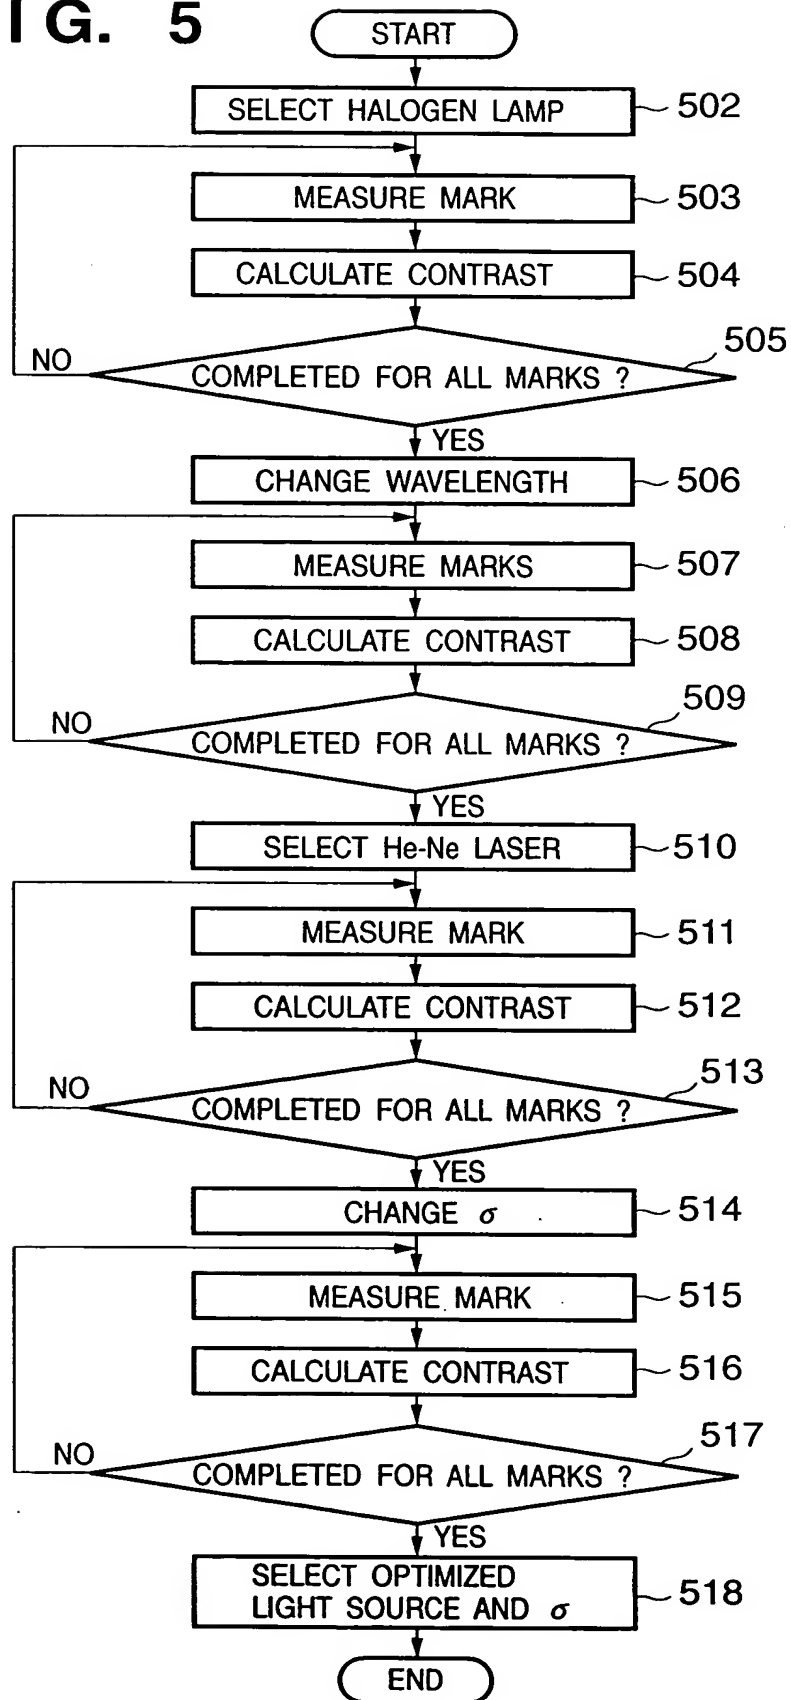 IG. 5
START
SELECT HALOGEN LAMP 502
MEASURE MARK 503
CALCULATE CONTRAST 504
505
NO COMPLETED FOR ALL MARKS ?
YES
CHANGE WAVELENGTH 506
MEASURE MARKS 507
CALCULATE CONTRAST 508
509
NO COMPLETED FOR ALL MARKS ?
YES
SELECT He-Ne LASER 510
MEASURE MARK 511
CALCULATE CONTRAST 512
513
NO COMPLETED FOR ALL MARKS ?
YES
CHANGE σ 514
MEASURE MARK 515
CALCULATE CONTRAST 516
517
NO COMPLETED FOR ALL MARKS ?
YES
SELECT OPTIMIZED
LIGHT SOURCE AND σ 518
END